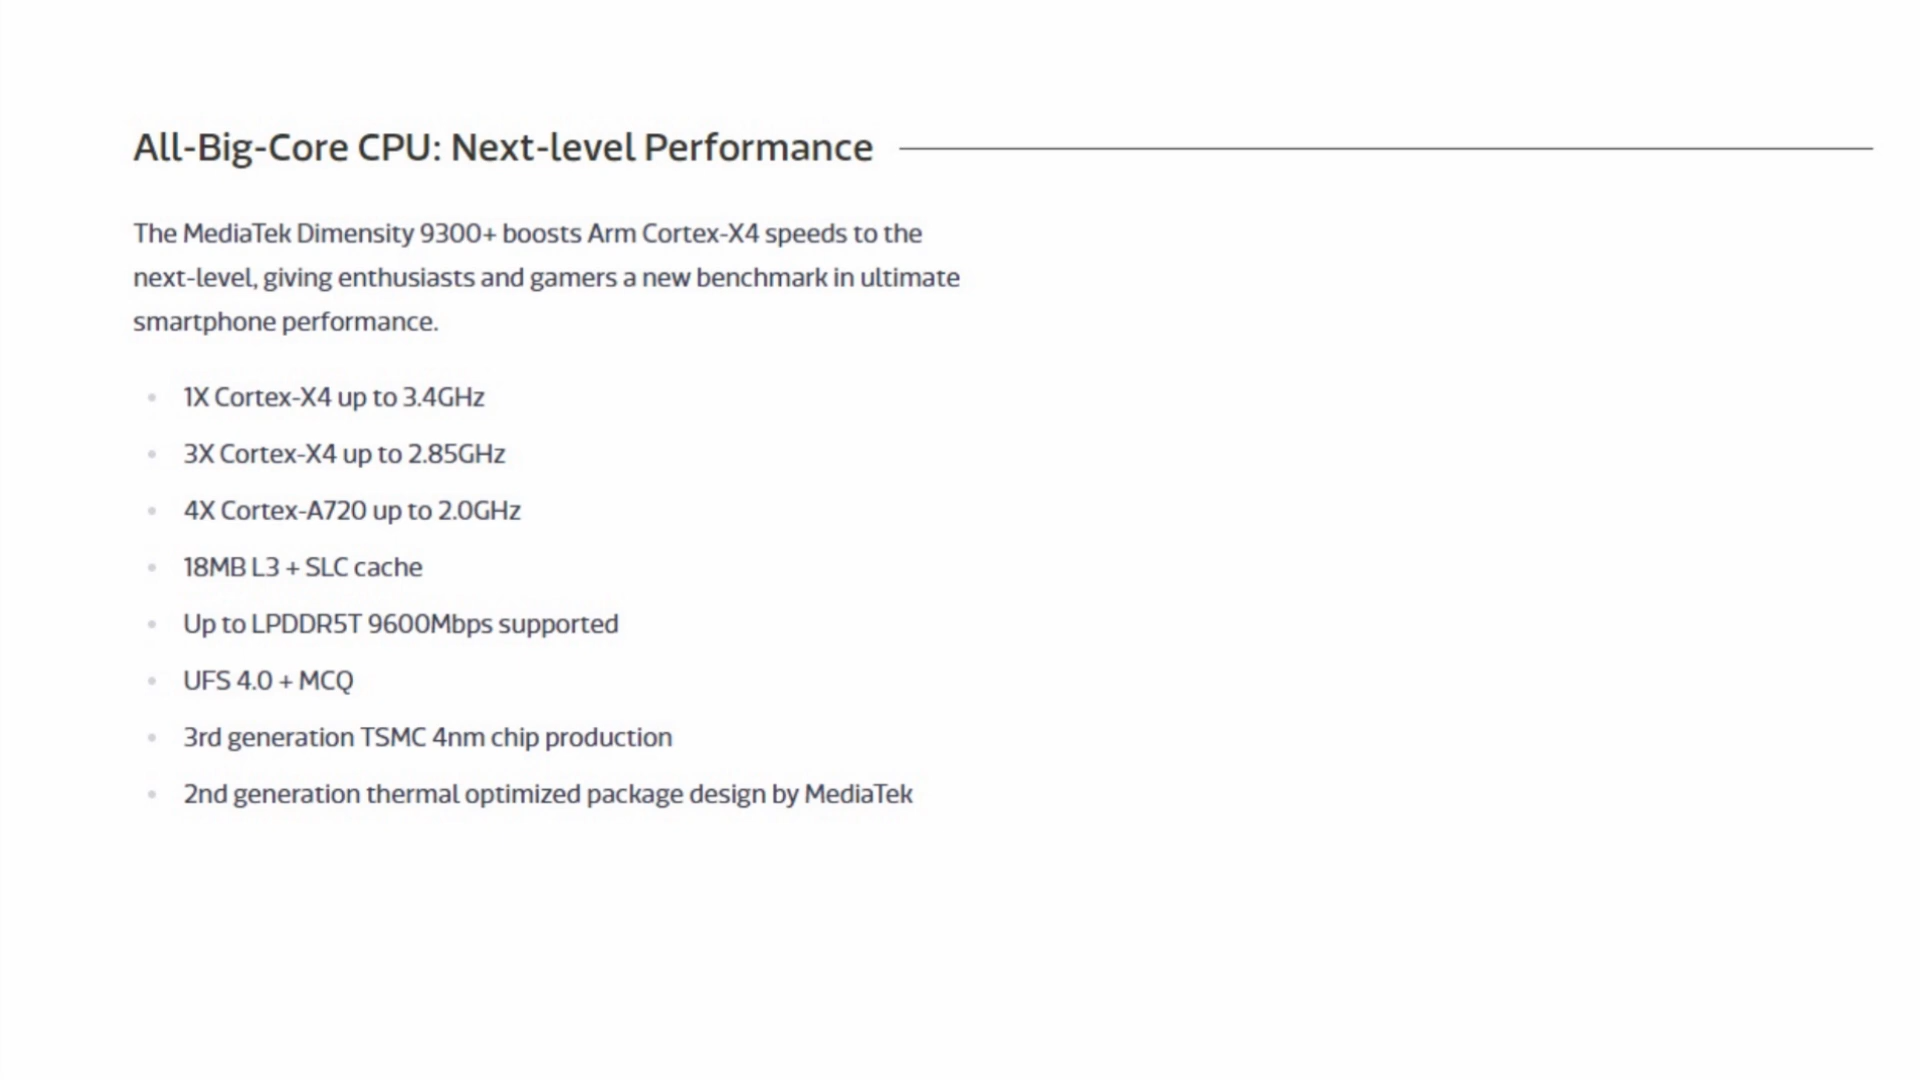 All-Big-Core CPU: Next-level Performance
The MediaTek Dimensity 9300+ boosts Arm Cortex-X4 speeds to the
next-level, giving enthusiasts and gamers a new benchmark in ultimate
smartphone performance.
1X Cortex-X4 up to 3.4GHz
3X Cortex-X4 up to 2.85GHz
4X Cortex-A720 up to 2.0GHz
18MB L3 + SLC cache
Up to LPDDR5T 9600Mbps supported
UFS 4.0 + MCQ
3rd generation TSMC 4nm chip production
2nd generation thermal optimized package design by MediaTek